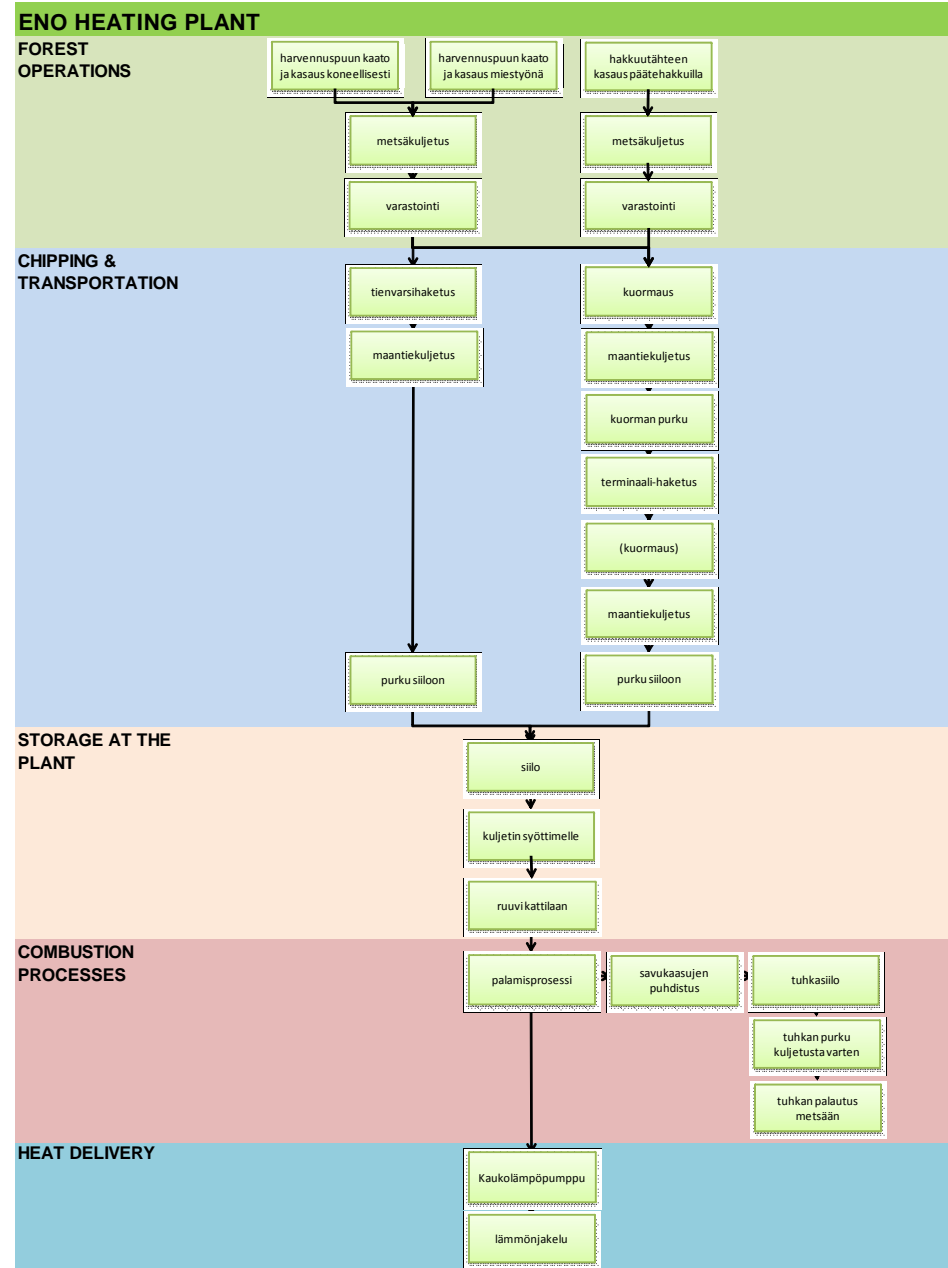 ENO HEATING PLANT
FOREST
OPERATIONS
harvennuspuun kaato
ja kasaus koneellisesti
harvennuspuun kaato
ja kasaus miestyönä
hakkuutähteen
kasaus päätehakkuilla
metsäkuljetus
metsäkuljetus
varastointi
varastointi
CHIPPING &
TRANSPORTATION
tienvarsihaketus
kuormaus
maantiekuljetus
maantiekuljetus
kuorman purku
terminaali-haketus
(kuormaus)
maantiekuljetus
purku siiloon
purku siiloon
STORAGE AT THE
PLANT
siilo
kuljetin syöttimelle
ruuvi kattilaan
COMBUSTION
PROCESSES
palamisprosessi
savukaasujen
puhdistus
tuhkasiilo
tuhkan purku
kuljetusta varten
tuhkan palautus
metsään
HEAT DELIVERY
Kaukolämpöpumppu
lämmönjakelu